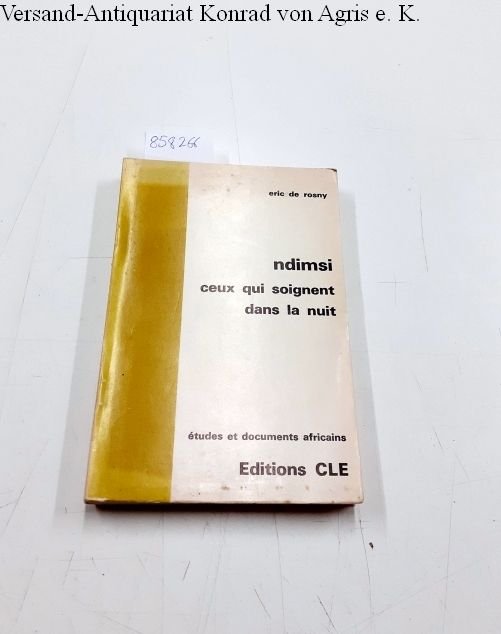 Versand-Antiquariat Konrad von Agris e. K.
858266
eric de rosny
ndimsi
ceux qui soignent
dans la nuit
études et documents africains
Editions CLE